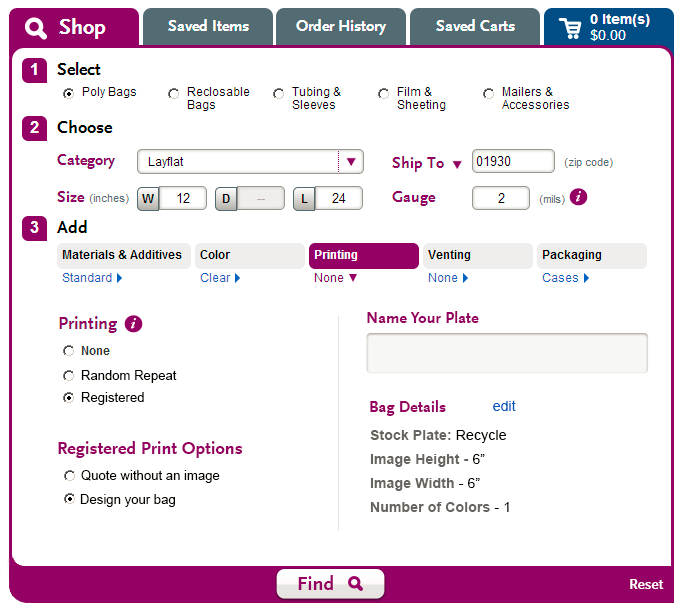 Shop
Saved Items
Order History
Saved Carts
0 Item(s)
$0.00
1 Select
Poly Bags
Reclosable
Bags
Tubing &
Sleeves
Film &
Sheeting
Mailers &
Accessories
2 Choose
Category Layflat Ship To 01930 (zip code)
Size (inches) W 12 D -- L 24 Gauge 2 (mils) i
3 Add
Materials & Additives Color Printing Venting Packaging
Standard Clear None None Cases
Printing i
None
Random Repeat
Registered
Registered Print Options
Quote without an image
Design your bag
Name Your Plate
Bag Details edit
Stock Plate: Recycle
Image Height - 6”
Image Width - 6”
Number of Colors - 1
Find
Reset